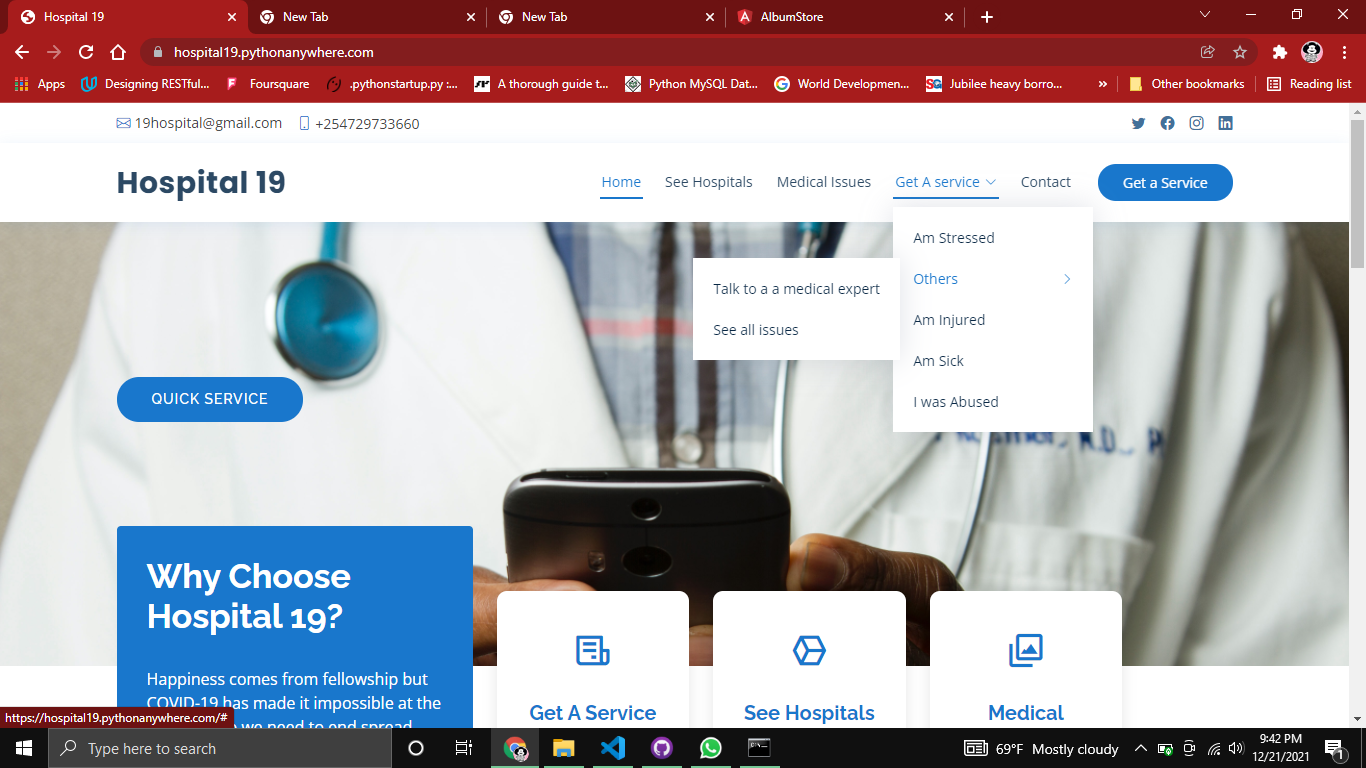 Hospital 19
New Tab
New Tab
AlbumStore
hospital19.pythonanywhere.com
Apps
Designing RESTful...
Foursquare
.pythonstartup.py :...
A thorough guide t...
Python MySQL Dat...
World Developmen...
Jubilee heavy borro...
»
Other bookmarks
Reading list
19hospital@gmail.com
+254729733660
Hospital 19
Home
See Hospitals
Medical Issues
Get A service
Contact
Get a Service
Am Stressed
Others
Am Injured
Am Sick
I was Abused
Talk to a a medical expert
See all issues
QUICK SERVICE
Why Choose
Hospital 19?
Happiness comes from fellowship but
COVID-19 has made it impossible at the
we need to end spread
Get A Service
See Hospitals
Medical
https://hospital19.pythonanywhere.com/#
Type here to search
69°F Mostly cloudy
9:42 PM
12/21/2021
1